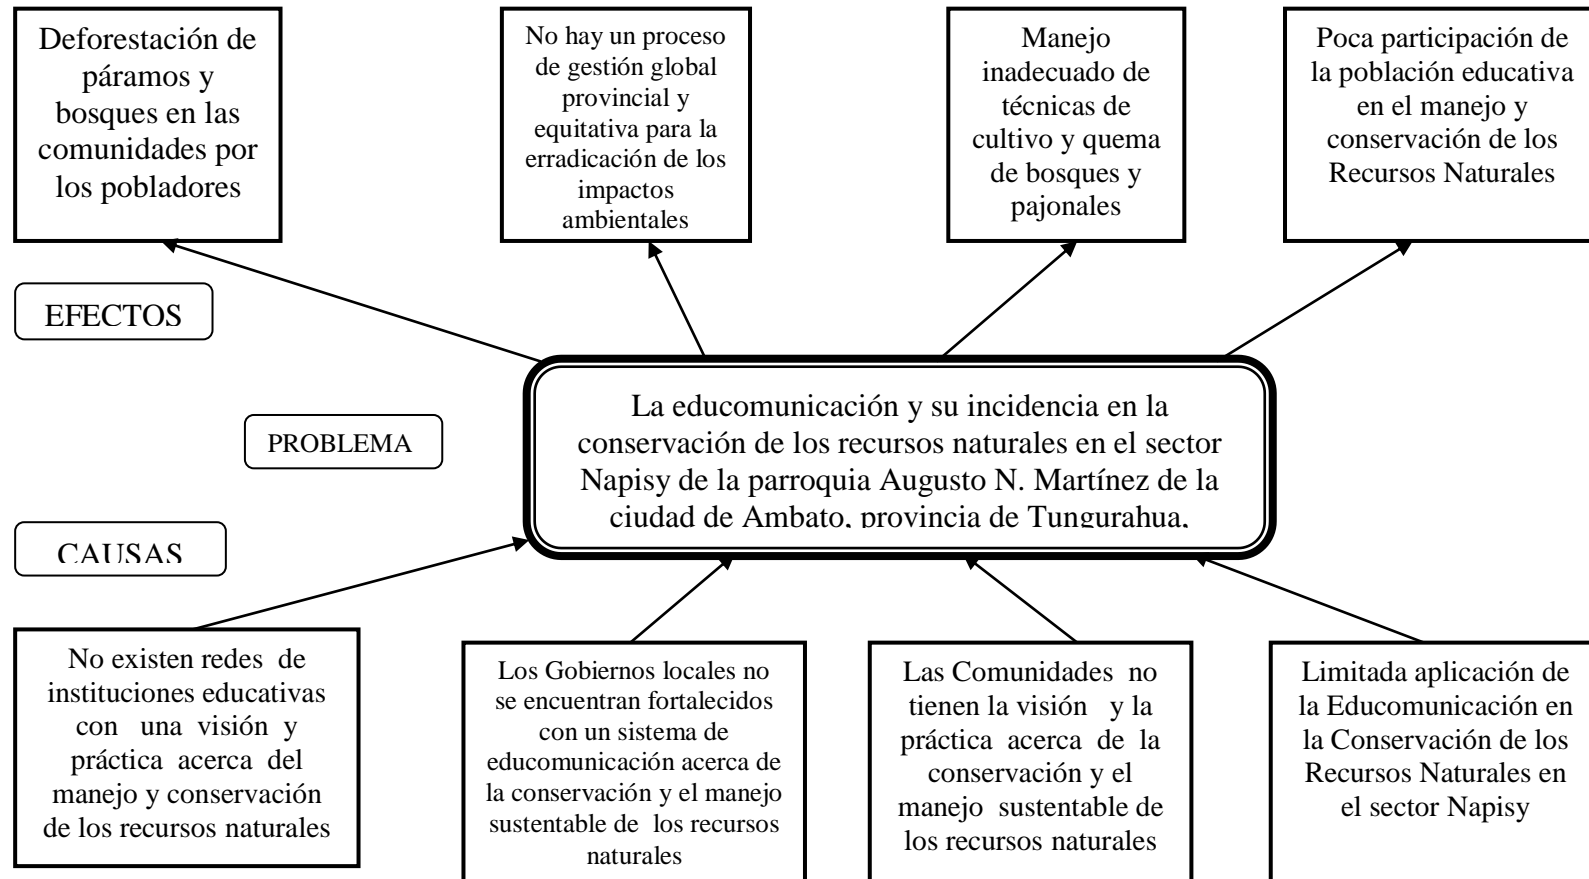 Deforestación de
páramos y
bosques en las
comunidades por
los pobladores
No hay un proceso
de gestión global
provincial y
equitativa para la
erradicación de los
impactos
ambientales
Manejo
inadecuado de
técnicas de
cultivo y quema
de bosques y
pajonales
Poca participación de
la población educativa
en el manejo y
conservación de los
Recursos Naturales
EFECTOS
PROBLEMA
La educomunicación y su incidencia en la
conservación de los recursos naturales en el sector
Napisy de la parroquia Augusto N. Martínez de la
ciudad de Ambato, provincia de Tungurahua,
CAUSAS
No existen redes de
instituciones educativas
con una visión y
práctica acerca del
manejo y conservación
de los recursos naturales
Los Gobiernos locales no
se encuentran fortalecidos
con un sistema de
educomunicación acerca de
la conservación y el manejo
sustentable de los recursos
naturales
Las Comunidades no
tienen la visión y la
práctica acerca de la
conservación y el
manejo sustentable de
los recursos naturales
Limitada aplicación de
la Educomunicación en
la Conservación de los
Recursos Naturales en
el sector Napisy